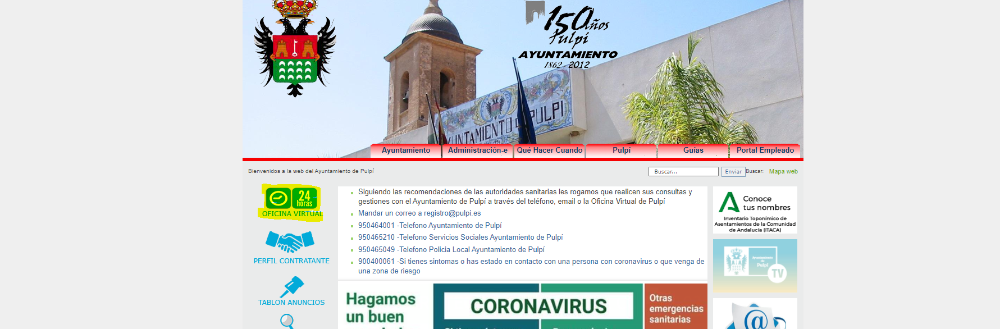 150 años
Pulpí
AYUNTAMIENTO
1862 - 2012
AYUNTAMIENTO DE PULPI
Ayuntamiento
Administración-e
Qué Hacer Cuando
Pulpí
Guías
Portal Empleado
Bienvenidos a la web del Ayuntamiento de Pulpí
Buscar...
Enviar
Buscar:
Mapa web
24
horas
OFICINA VIRTUAL
PERFIL CONTRATANTE
TABLON ANUNCIOS
Siguiendo las recomendaciones de las autoridades sanitarias les rogamos que realicen sus consultas y
gestiones con el Ayuntamiento de Pulpí a través del teléfono, email o la Oficina Virtual de Pulpí
Mandar un correo a registro@pulpi.es
950464001 -Telefono Ayuntamiento de Pulpí
950465210 -Telefono Servicios Sociales Ayuntamiento de Pulpí
950465049 -Telefono Policia Local Ayuntamiento de Pulpí
900400061 -Si tienes sintomas o has estado en contacto con una persona con coronavirus o que venga de
una zona de riesgo
Hagamos
un buen
CORONAVIRUS
Otras
emergencias
sanitarias
Conoce
tus nombres
Inventario Toponímico de
Asentamientos de la Comunidad
de Andalucía (ITACA)
Ayuntamiento de
Pulpí
TV
@